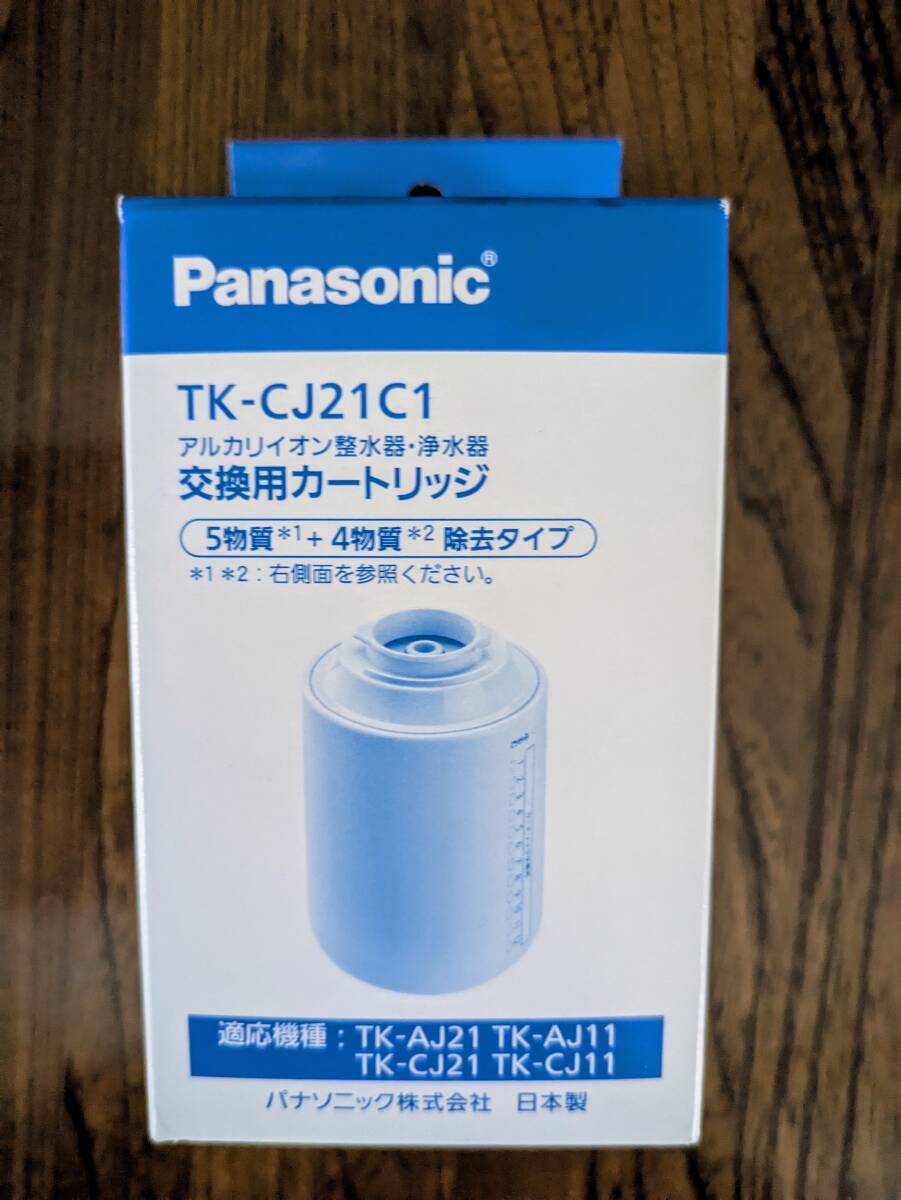 Panasonic®
TK-CJ21C1
アルカリイオン整水器・浄水器
交換用カートリッジ
5物質*1+4物質*2 除去タイプ
*1*2:右側面を参照ください。
適応機種:TK-AJ21 TK-AJ11
TK-CJ21 TK-CJ11
パナソニック株式会社 日本製